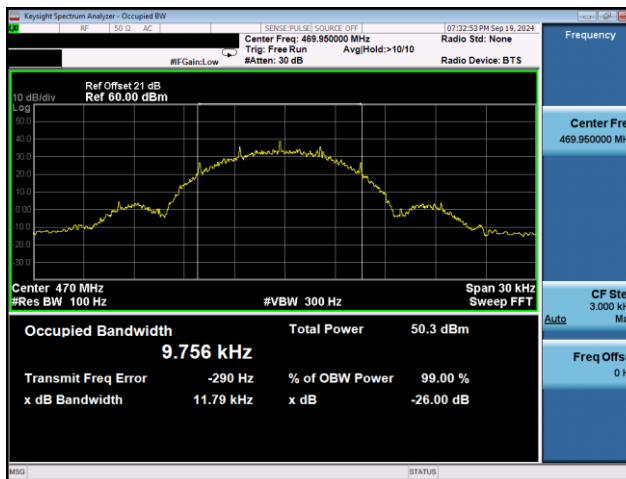 Keysight Spectrum Analyzer - Occupied BW
RF 50 Ω AC SENSE:PULSE SOURCE OFF 07:32:53 PM Sep 19, 2024
Center Freq: 469.950000 MHz Radio Std: None
Trig: Free Run Avg|Hold:>10/10
#IFGain:Low #Atten: 30 dB Radio Device: BTS
Ref Offset 21 dB
10 dB/div Ref 60.00 dBm
Log
50.0
40.0
30.0
20.0
10.0
0.00
-10.0
-20.0
-30.0
Center 470 MHz Span 30 kHz
#Res BW 100 Hz #VBW 300 Hz Sweep FFT
Occupied Bandwidth Total Power 50.3 dBm
9.756 kHz
Transmit Freq Error -290 Hz % of OBW Power 99.00 %
x dB Bandwidth 11.79 kHz x dB -26.00 dB
MSG STATUS
Frequency
Center Fre
469.950000 MH
CF Ste
3.000 kH
Auto Ma
Freq Offs
0 H